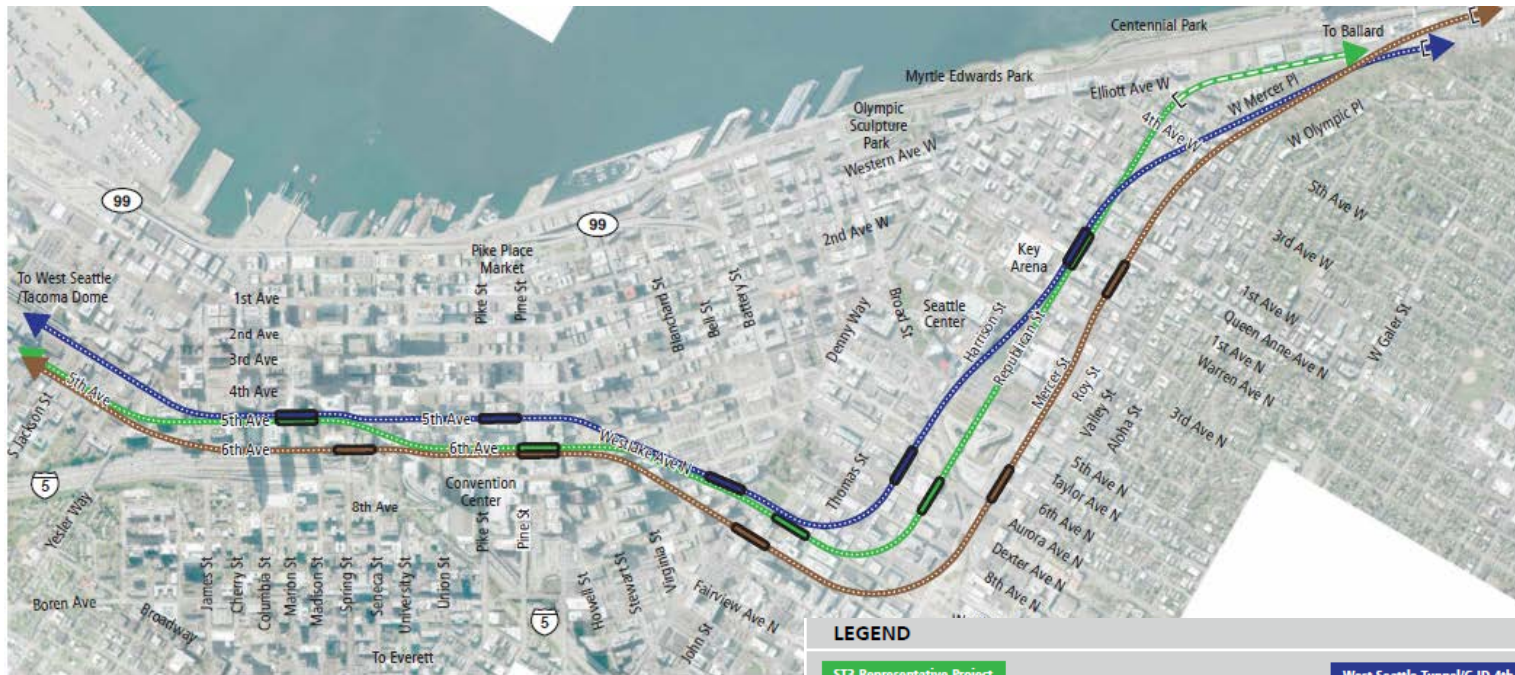 Centennial Park
To Ballard
Myrtle Edwards Park
Elliott Ave W
W Mercer Pl
Olympic
Sculpture
Park
4th Ave W
W Olympic Pl
Western Ave W
5th Ave W
99
99
2nd Ave W
3rd Ave W
Pike Place
Market
Key
Arena
To West Seattle
/Tacoma Dome
1st Ave
Pike St
Pine St
Blanchard St
Bell St
Battery St
Denny Way
Broad St
Seattle
Center
Harrison St
Republican St
1st Ave W
Queen Anne Ave N
1st Ave N
Warren Ave N
W Galer St
2nd Ave
3rd Ave
4th Ave
Mercer St
Roy St
Valley St
Aloha St
3rd Ave N
5th Ave
5th Ave
5th Ave
S Jackson St
6th Ave
6th Ave
Westlake Ave N
Thomas St
5th Ave N
Taylor Ave N
6th Ave N
Aurora Ave N
Dexter Ave N
8th Ave N
5
Yesler Way
Convention
Center
8th Ave
Pike St
Pine St
James St
Cherry St
Columbia St
Marion St
Madison St
Spring St
Seneca St
University St
Union St
Howell St
Stewart St
Virginia St
Fairview Ave N
John St
Boren Ave
Broadway
5
To Everett
LEGEND
ST3 Representative Project
West Seattle Tunnel/C-ID 4th